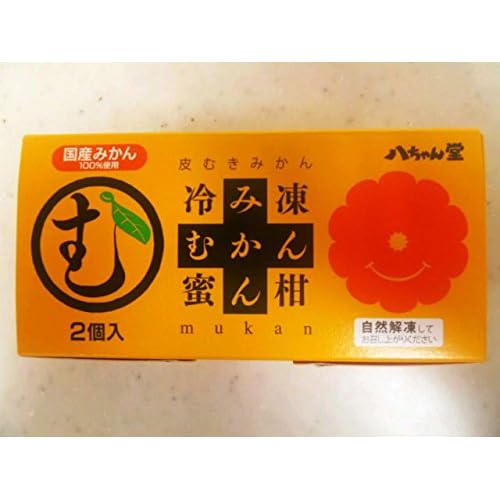 国産みかん
100%使用
む
2個入
皮むきみかん
冷み凍
むかん
蜜ん柑
mukan
八ちゃん堂
自然解凍して
お召し上がりください